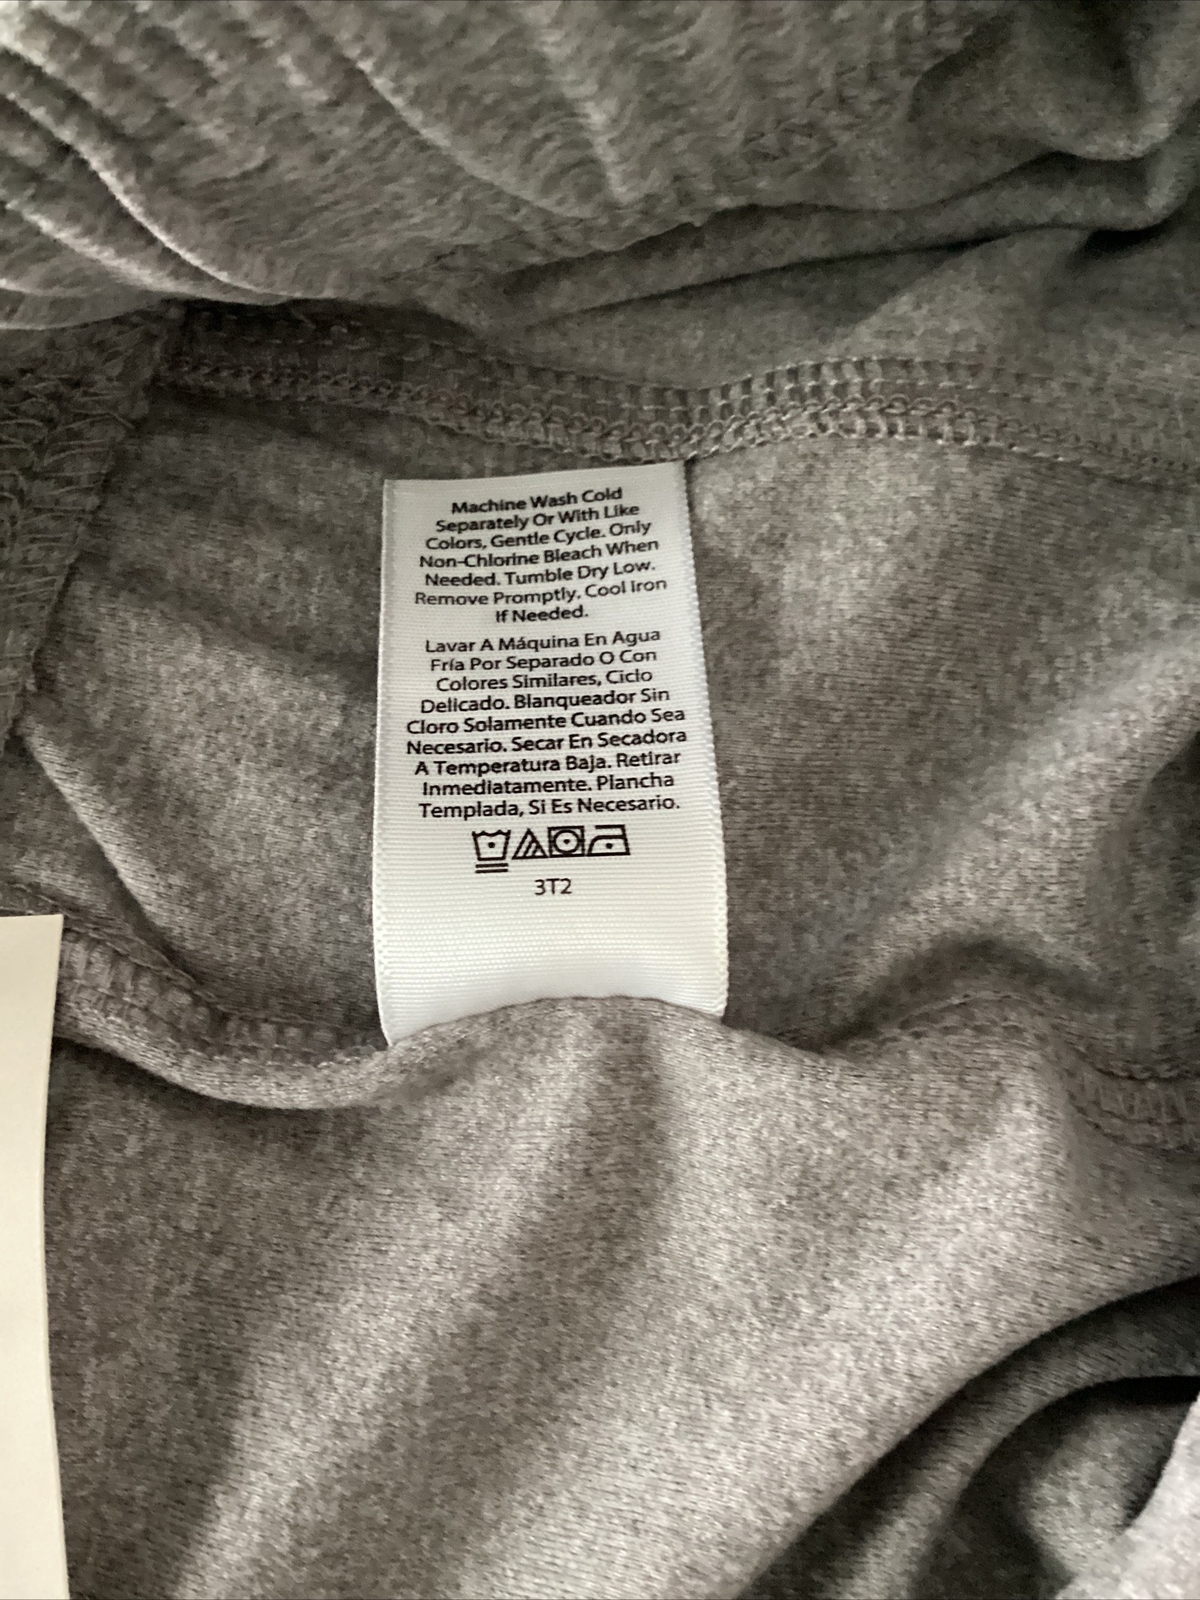 Machine Wash Cold
Separately Or With Like
Colors, Gentle Cycle. Only
Non-Chlorine Bleach When
Needed. Tumble Dry Low.
Remove Promptly. Cool Iron
If Needed.
Lavar A Máquina En Agua
Fría Por Separado O Con
Colores Similares, Ciclo
Delicado. Blanqueador Sin
Cloro Solamente Cuando Sea
Necesario. Secar En Secadora
A Temperatura Baja. Retirar
Inmediatamente. Plancha
Templada, Si Es Necesario.
3T2